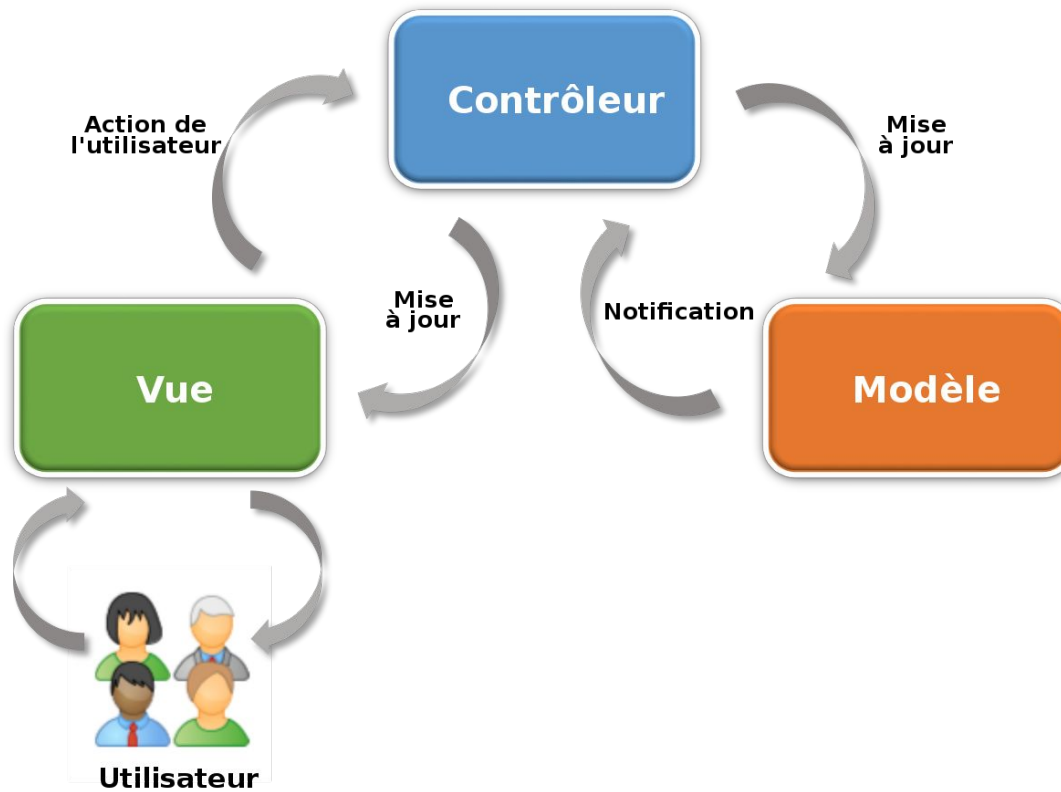 Contrôleur
Action de
l'utilisateur
Mise
à jour
Mise
à jour
Notification
Vue
Modèle
Utilisateur